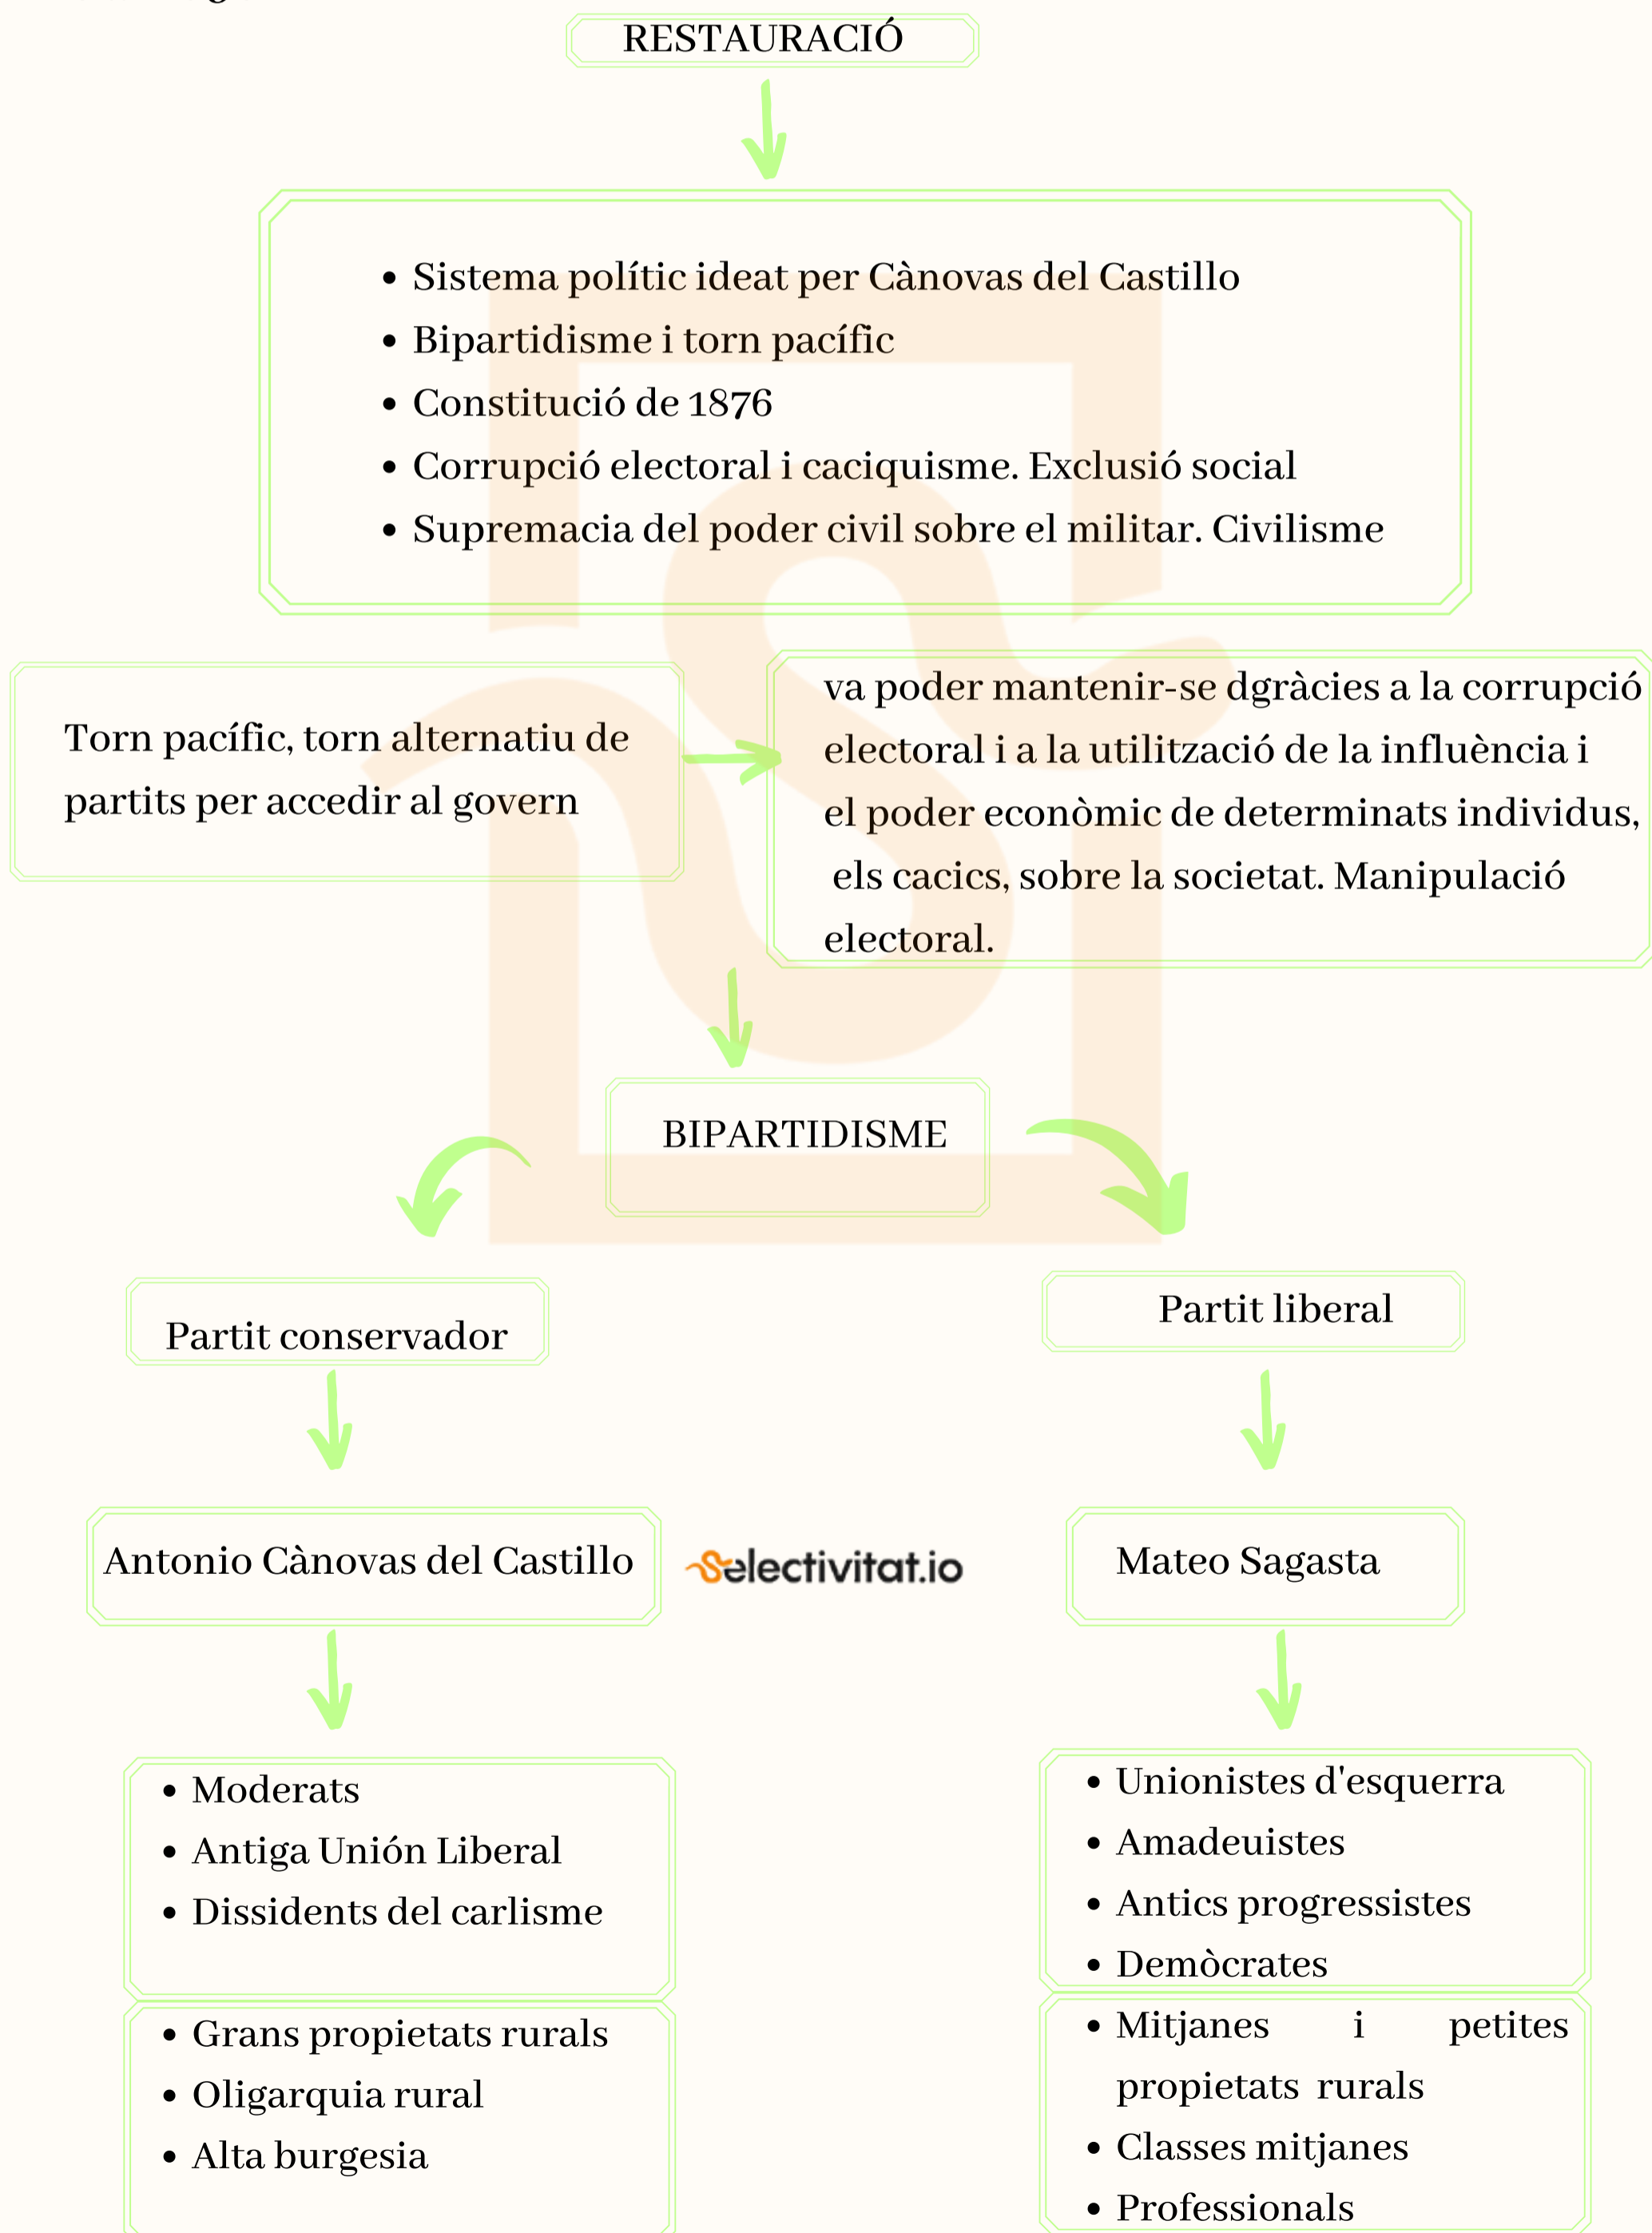 RESTAURACIÓ
• Sistema polític ideat per Cànovas del Castillo
• Bipartidisme i torn pacífic
• Constitució de 1876
• Corrupció electoral i caciquisme. Exclusió social
• Supremacia del poder civil sobre el militar. Civilisme
Torn pacífic, torn alternatiu de
partits per accedir al govern
va poder mantenir-se dgràcies a la corrupció
electoral i a la utilització de la influència i
el poder econòmic de determinats individus,
els cacics, sobre la societat. Manipulació
electoral.
BIPARTIDISME
Partit conservador
Partit liberal
Antonio Cànovas del Castillo
Selectivitat.io
Mateo Sagasta
• Moderats
• Antiga Unión Liberal
• Dissidents del carlisme
• Grans propietats rurals
• Oligarquia rural
• Alta burgesia
• Unionistes d'esquerra
• Amadeuistes
• Antics progressistes
• Demòcrates
• Mitjanes i petites
propietats rurals
• Classes mitjanes
• Professionals